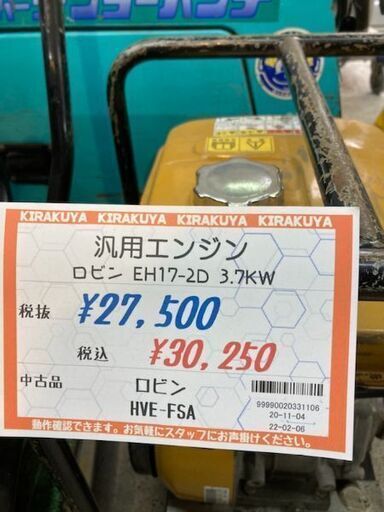 KIRAKUYA KIRAKUYA KIRAKUYA KIRAKUYA
汎用エンジン
ロビン EH17-2D 3.7KW
税抜 ¥27,500
税込 ¥30,250
中古品 ロビン
HVE-FSA
99990020331106
20-11-04
22-02-06
動作確認できます。お気軽にスタッフにお声掛けください。